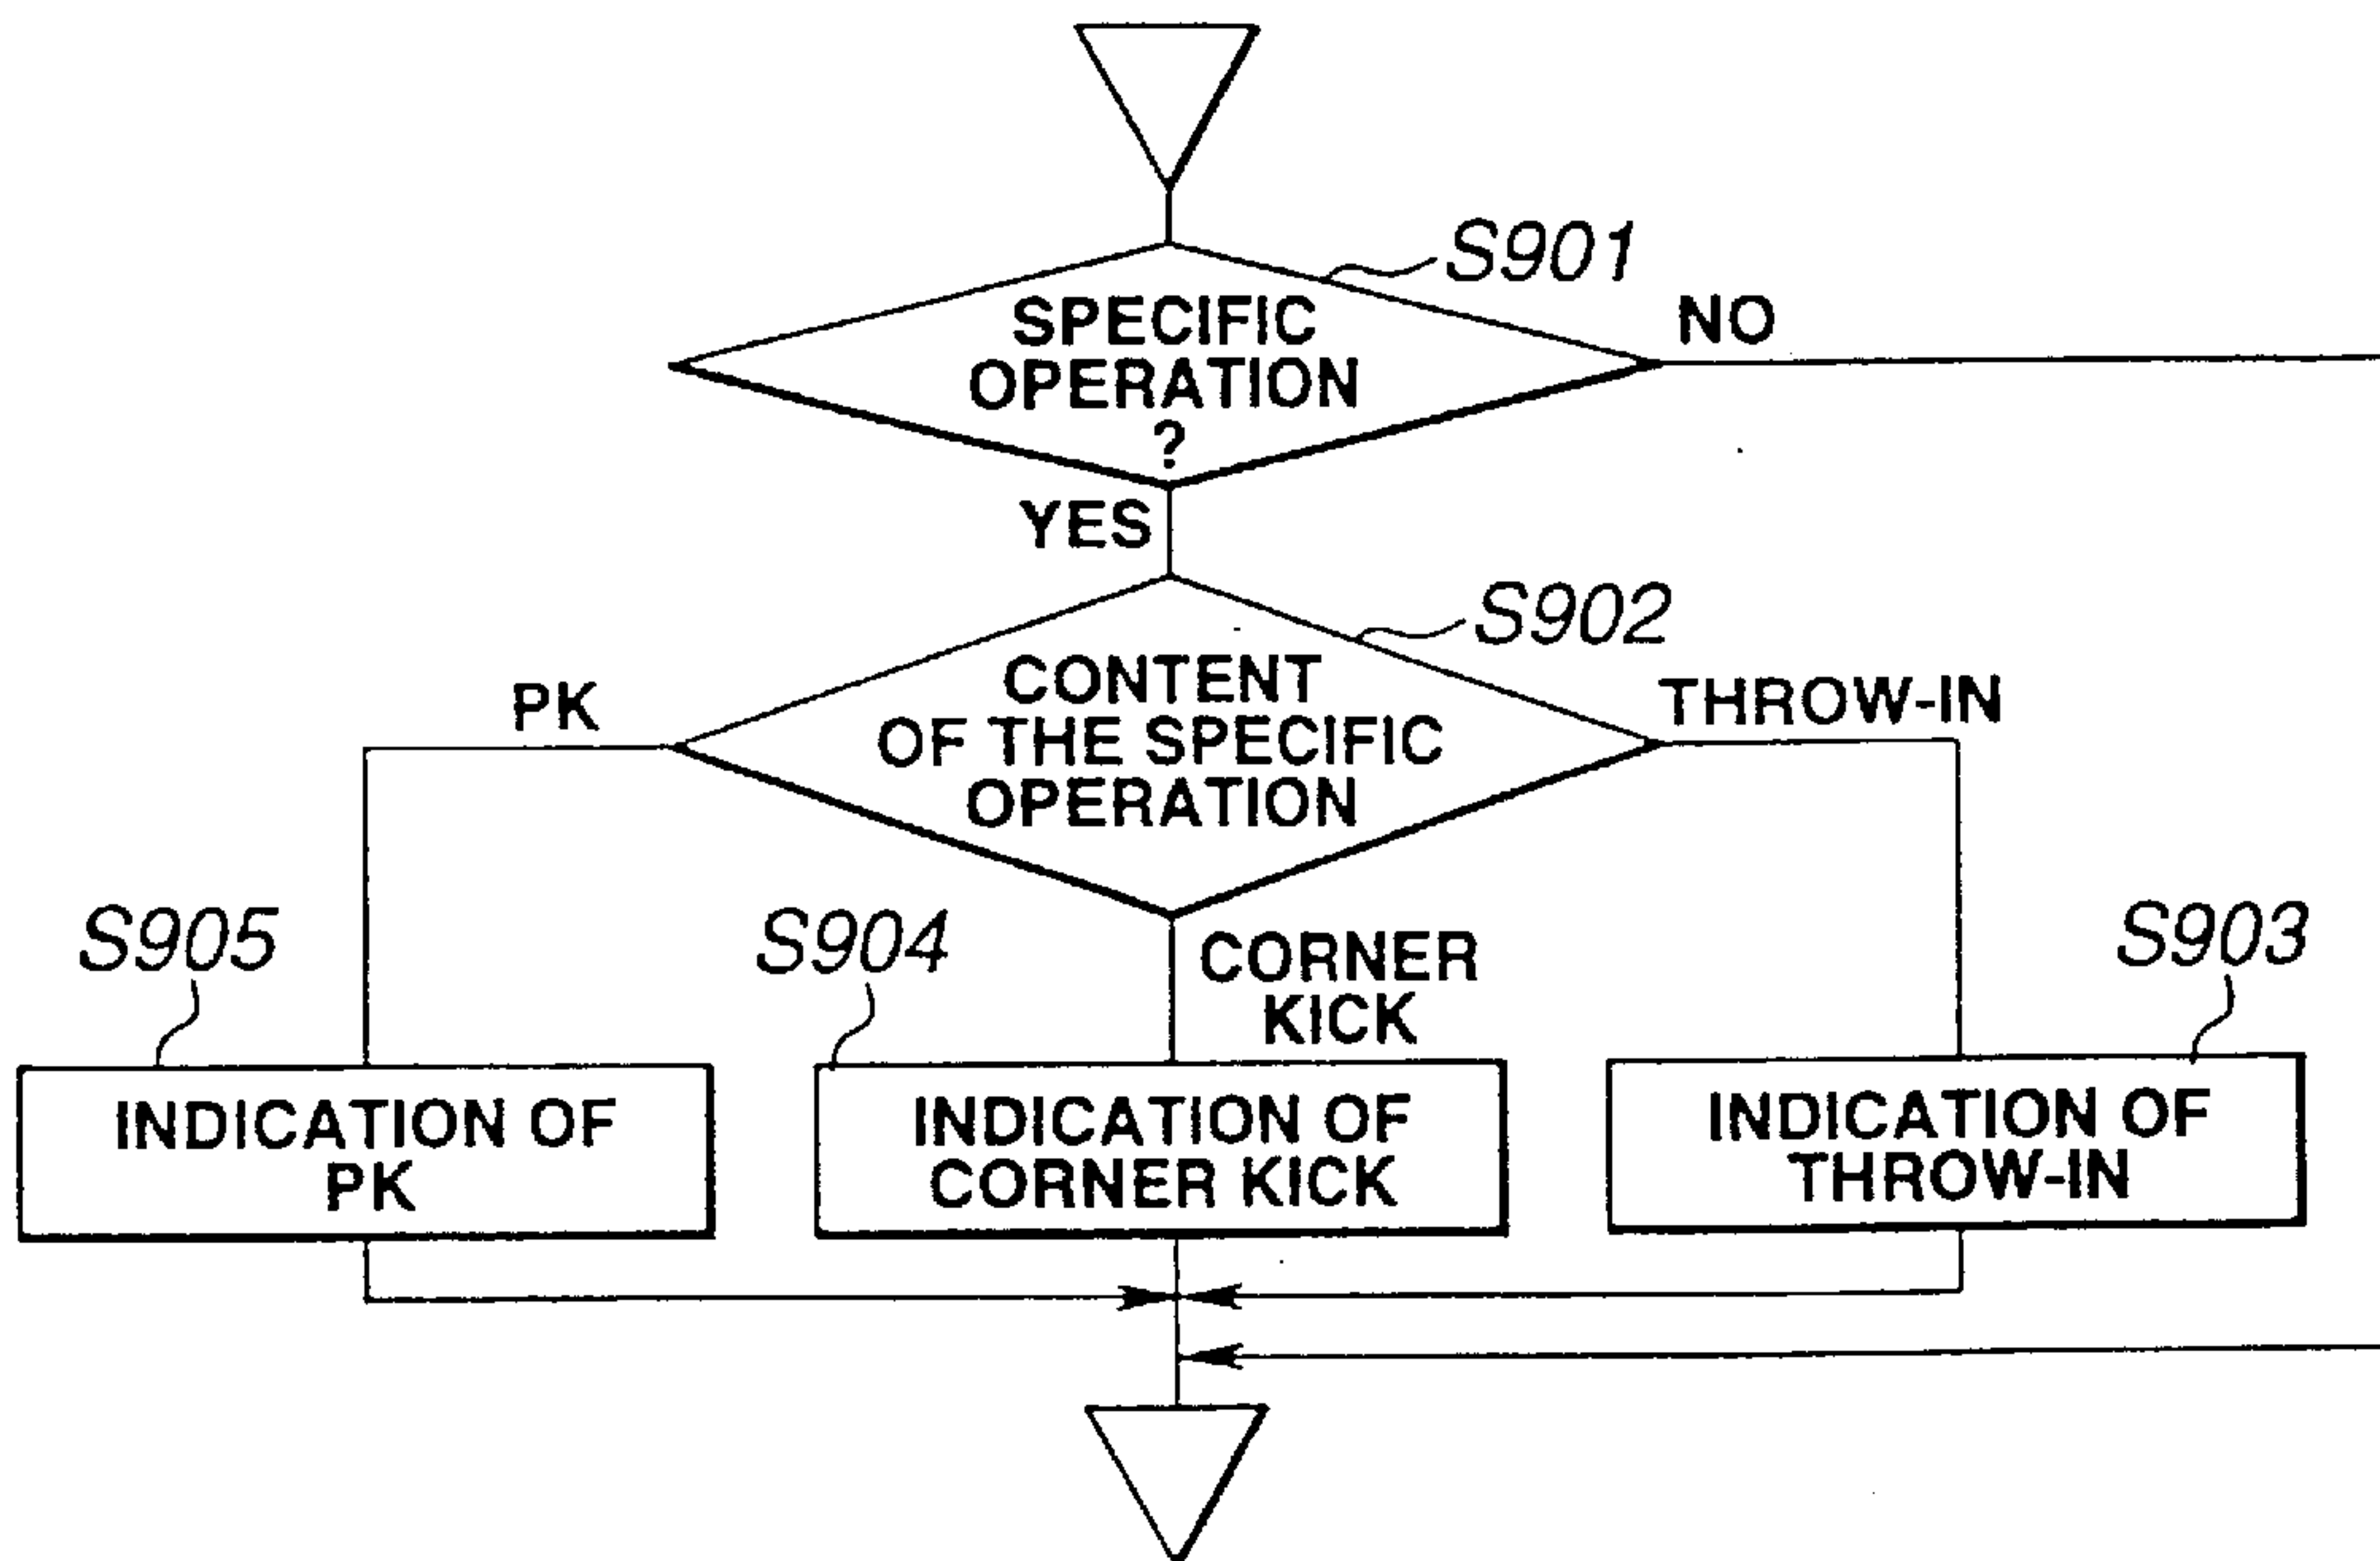 S901
SPECIFIC
OPERATION
?
NO
YES
S902
CONTENT
OF THE SPECIFIC
OPERATION
PK
THROW-IN
CORNER
KICK
S905
S904
S903
INDICATION OF
PK
INDICATION OF
CORNER KICK
INDICATION OF
THROW-IN